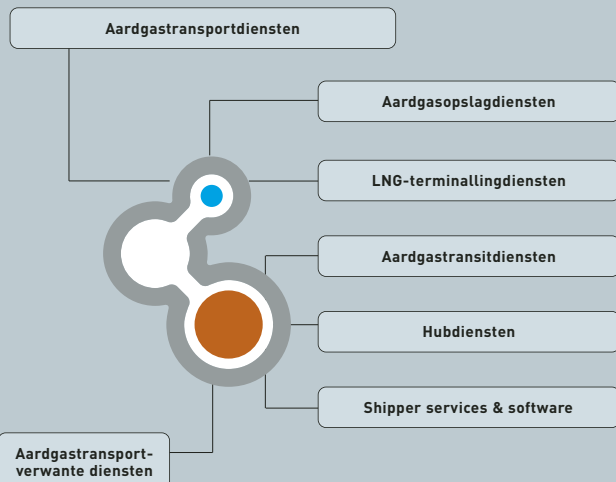 Aardgastransportdiensten
Aardgasopslagdiensten
LNG-terminallingdiensten
Aardgastransitdiensten
Hubdiensten
Shipper services & software
Aardgastransport-
verwante diensten